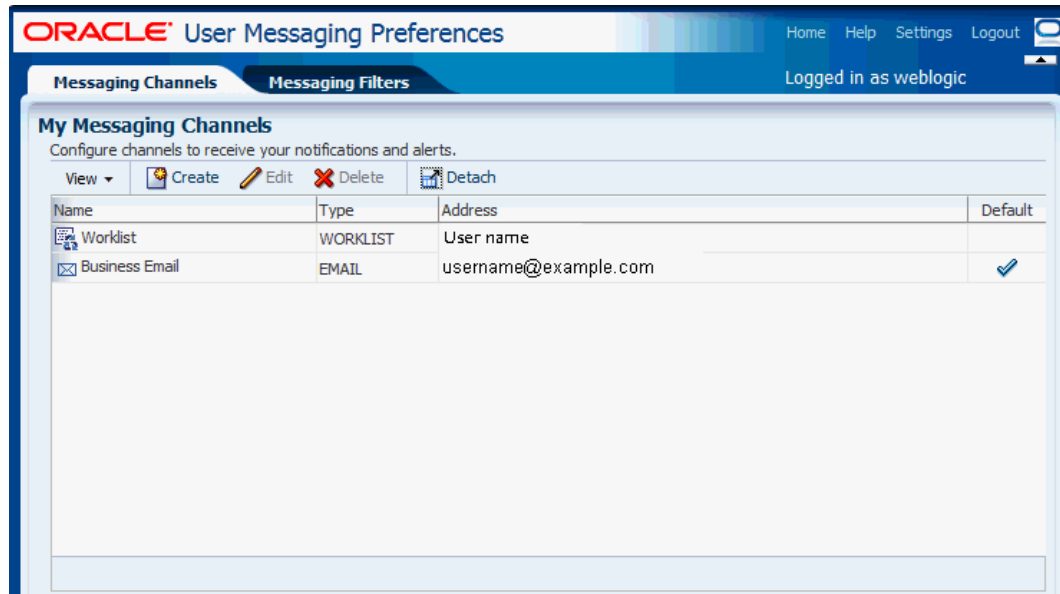 ORACLE User Messaging Preferences
Home Help Settings Logout
Messaging Channels Messaging Filters
Logged in as weblogic
My Messaging Channels
Configure channels to receive your notifications and alerts.
View Create Edit Delete Detach
Name Type Address Default
Worklist WORKLIST User name
Business Email EMAIL username@example.com